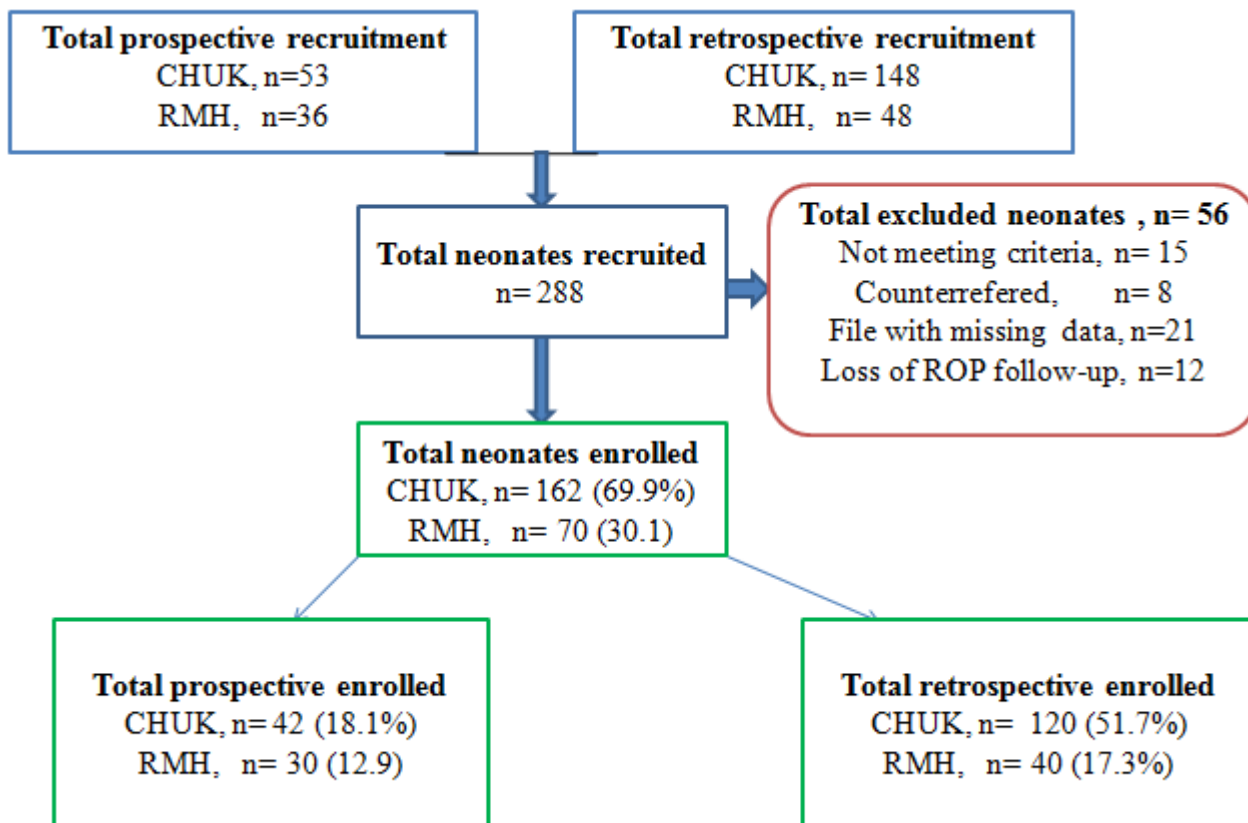 Total prospective recruitment
CHUK, n=53
RMH, n=36
Total retrospective recruitment
CHUK, n= 148
RMH, n= 48
Total neonates recruited
n= 288
Total excluded neonates , n= 56
Not meeting criteria, n= 15
Counterrefered, n= 8
File with missing data, n=21
Loss of ROP follow-up, n=12
Total neonates enrolled
CHUK, n= 162 (69.9%)
RMH, n= 70 (30.1)
Total prospective enrolled
CHUK, n= 42 (18.1%)
RMH, n= 30 (12.9)
Total retrospective enrolled
CHUK, n= 120 (51.7%)
RMH, n= 40 (17.3%)